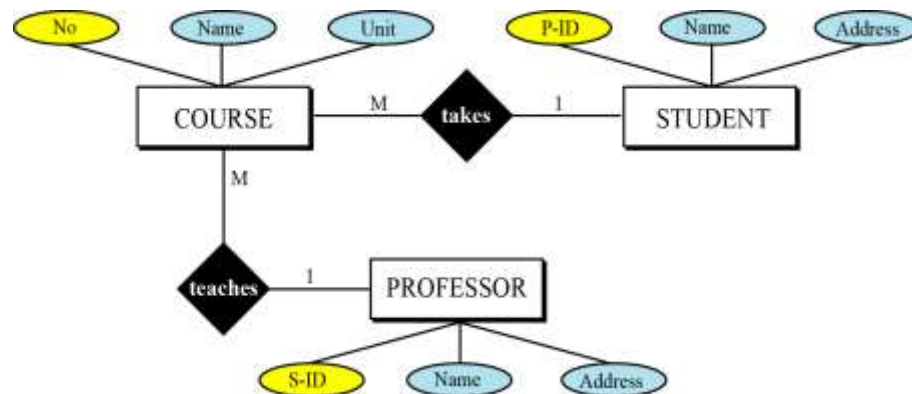 No Name Unit P-ID Name Address
COURSE M takes 1 STUDENT
M
teaches 1 PROFESSOR
S-ID Name Address